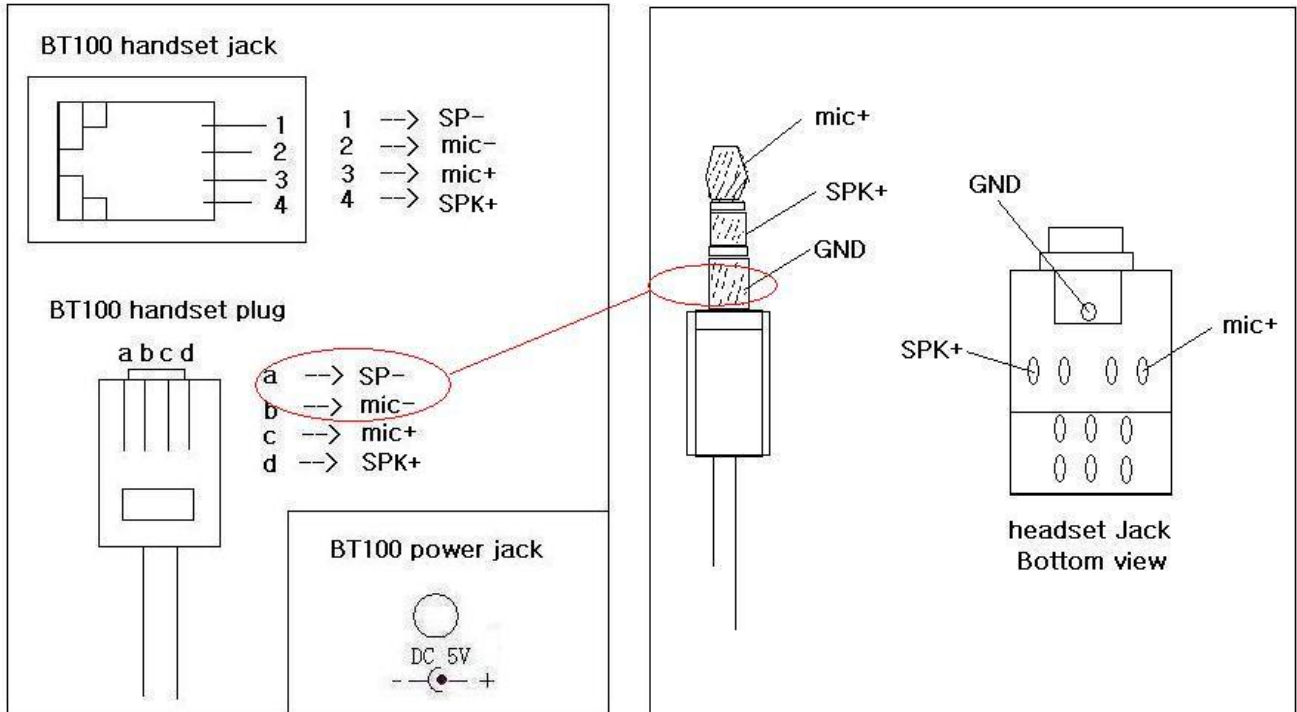 BT100 handset jack
1 --> SP-
2 --> mic-
3 --> mic+
4 --> SPK+
1
2
3
4
BT100 handset plug
a b c d
a --> SP-
b --> mic-
c --> mic+
d --> SPK+
BT100 power jack
DC 5V
- +
mic+
SPK+
GND
GND
SPK+
mic+
headset Jack
Bottom view